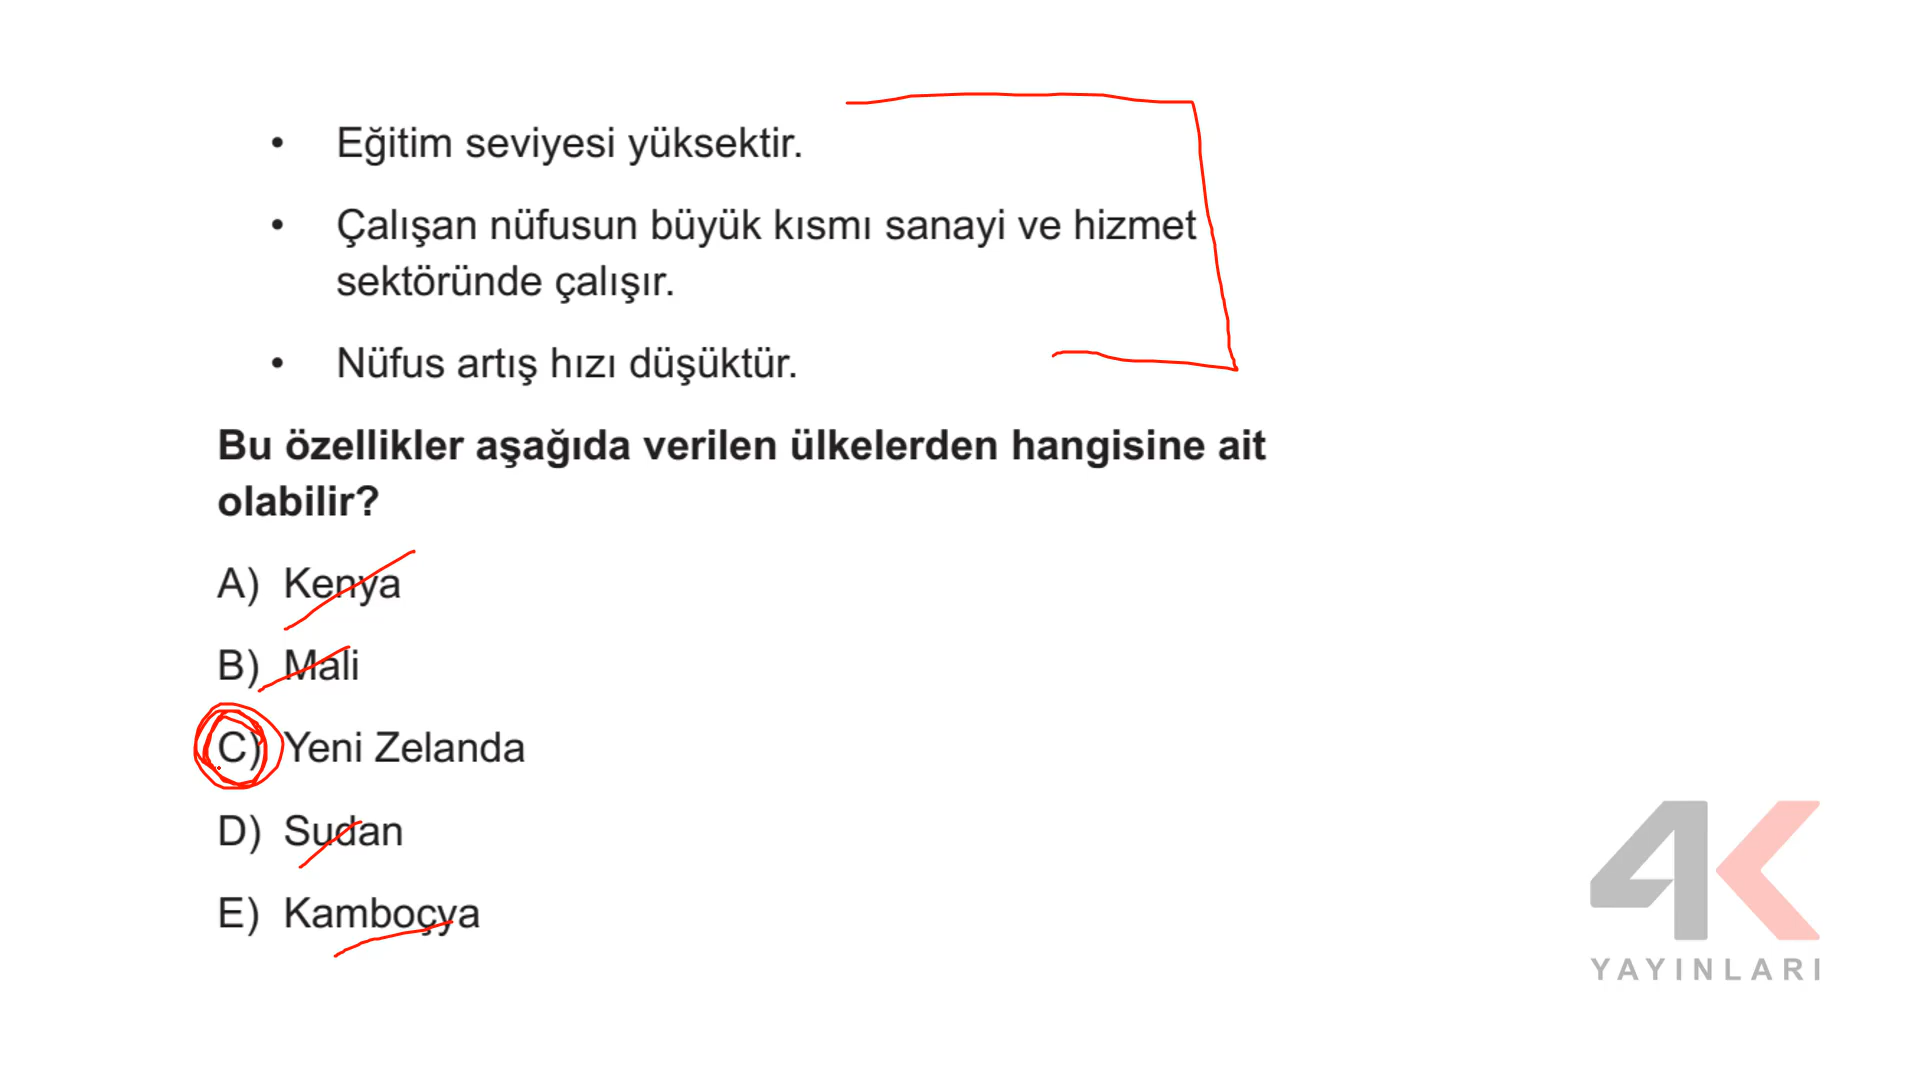 • Eğitim seviyesi yüksektir.
• Çalışan nüfusun büyük kısmı sanayi ve hizmet
sektöründe çalışır.
• Nüfus artış hızı düşüktür.
Bu özellikler aşağıda verilen ülkelerden hangisine ait
olabilir?
A) Kenya
B) Mali
C) Yeni Zelanda
D) Sudan
E) Kamboçya
4K
YAYINLARI